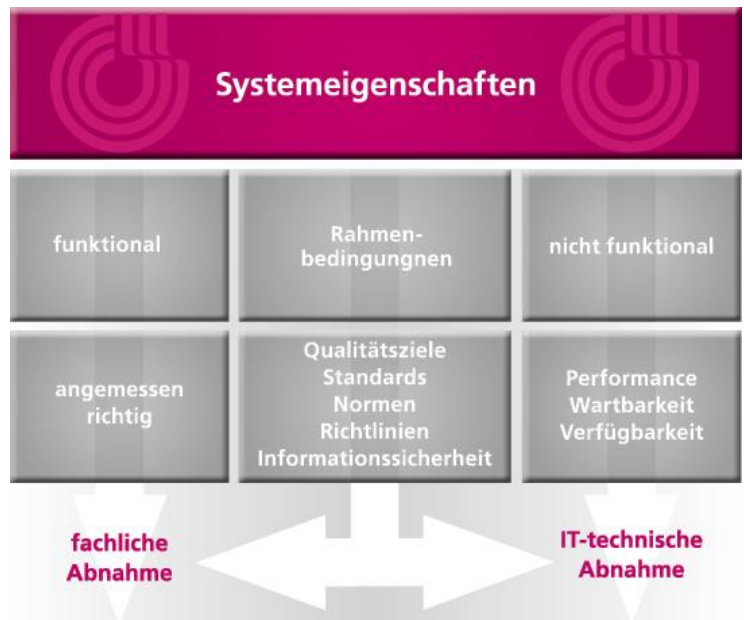 Systemeigenschaften
funktional
Rahmen-
bedingungnen
nicht funktional
angemessen
richtig
Qualitätsziele
Standards
Normen
Richtlinien
Informationssicherheit
Performance
Wartbarkeit
Verfügbarkeit
fachliche
Abnahme
IT-technische
Abnahme